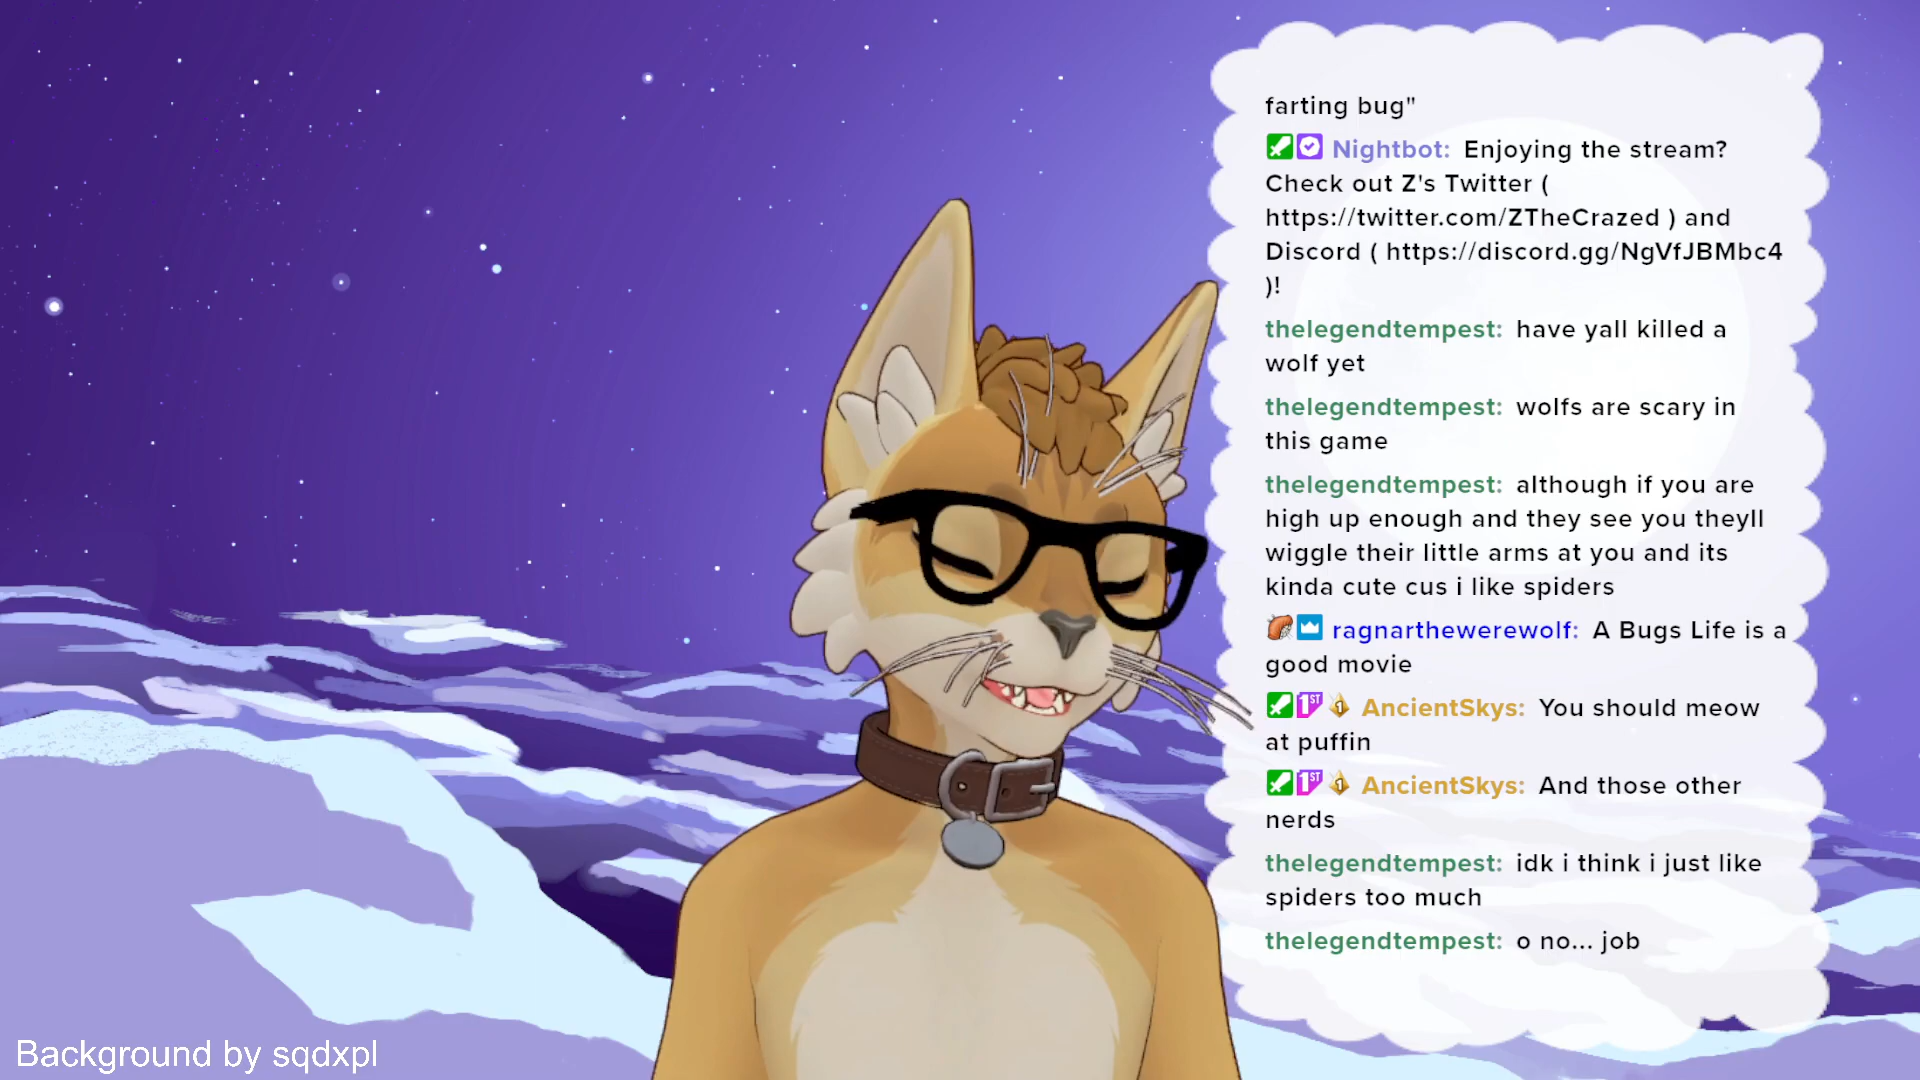 farting bug"
Nightbot: Enjoying the stream?
Check out Z's Twitter (
https://twitter.com/ZTheCrazed ) and
Discord ( https://discord.gg/NgVfJBMbc4
)!
thelegendtempest: have yall killed a
wolf yet
thelegendtempest: wolfs are scary in
this game
thelegendtempest: although if you are
high up enough and they see you theyll
wiggle their little arms at you and its
kinda cute cus i like spiders
ragnarthewerewolf: A Bugs Life is a
good movie
1ST 1 AncientSkys: You should meow
at puffin
1ST 1 AncientSkys: And those other
nerds
thelegendtempest: idk i think i just like
spiders too much
thelegendtempest: o no... job
Background by sqdxpl